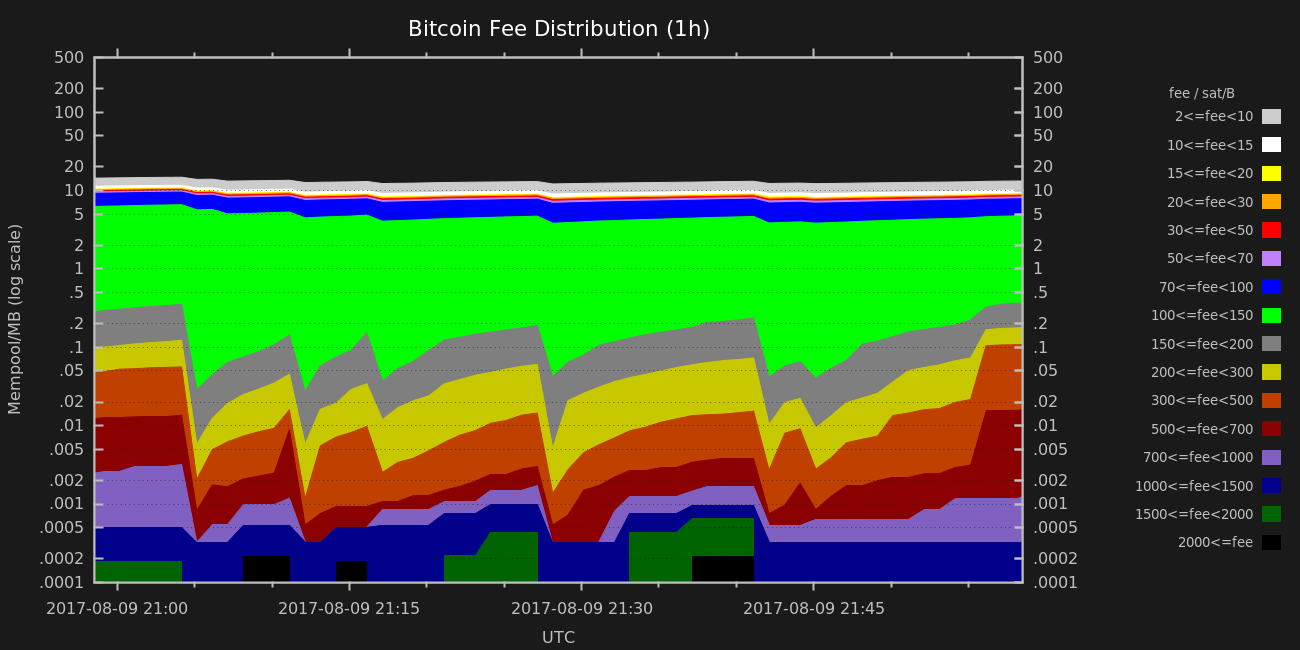 Bitcoin Fee Distribution (1h)
Mempool/MB (log scale)
500
200
100
50
20
10
5
2
1
.5
.2
.1
.05
.02
.01
.005
.002
.001
.0005
.0002
.0001
500
200
100
50
20
10
5
2
1
.5
.2
.1
.05
.02
.01
.005
.002
.001
.0005
.0002
.0001
2017-08-09 21:00
2017-08-09 21:15
2017-08-09 21:30
2017-08-09 21:45
UTC
fee / sat/B
2<=fee<10
10<=fee<15
15<=fee<20
20<=fee<30
30<=fee<50
50<=fee<70
70<=fee<100
100<=fee<150
150<=fee<200
200<=fee<300
300<=fee<500
500<=fee<700
700<=fee<1000
1000<=fee<1500
1500<=fee<2000
2000<=fee